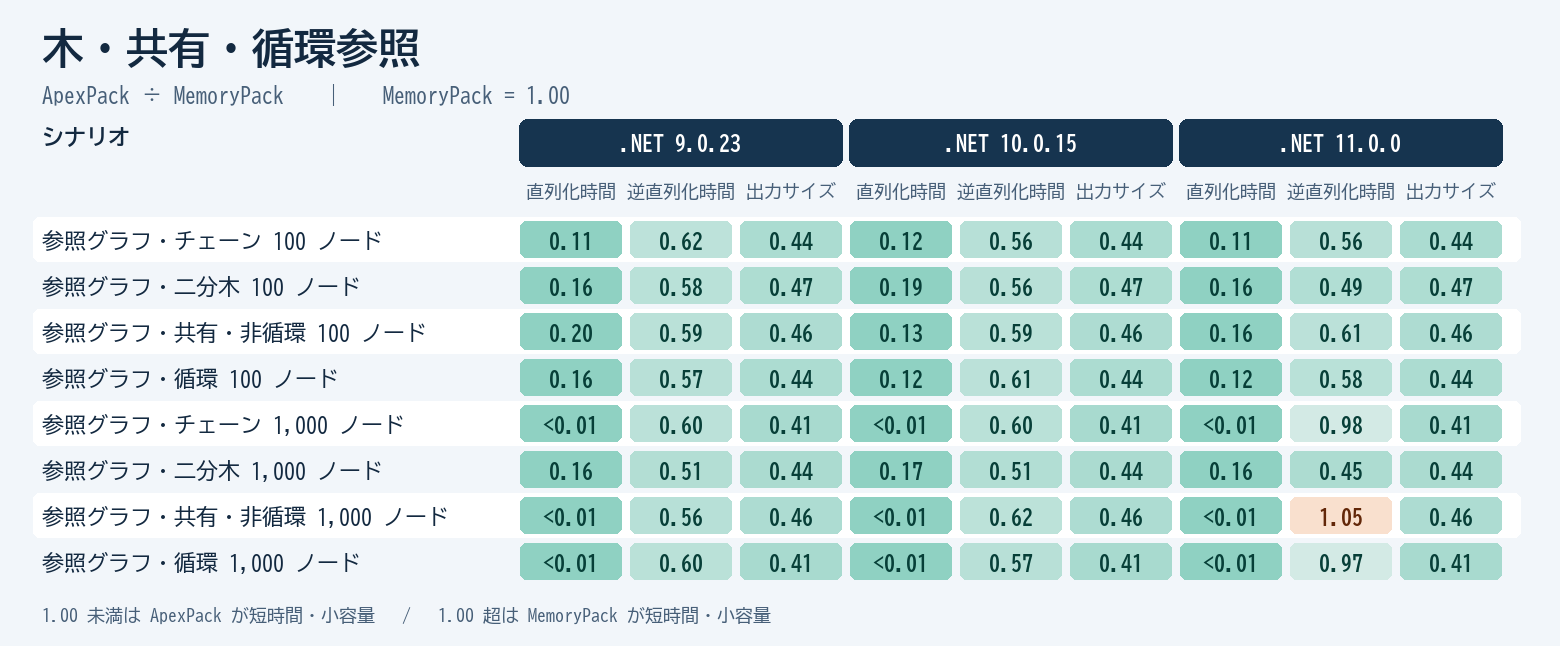 木・共有・循環参照
ApexPack ÷ MemoryPack | MemoryPack = 1.00
シナリオ .NET 9.0.23 .NET 10.0.15 .NET 11.0.0
直列化時間 逆直列化時間 出力サイズ 直列化時間 逆直列化時間 出力サイズ 直列化時間 逆直列化時間 出力サイズ
参照グラフ・チェーン 100 ノード 0.11 0.62 0.44 0.12 0.56 0.44 0.11 0.56 0.44
参照グラフ・二分木 100 ノード 0.16 0.58 0.47 0.19 0.56 0.47 0.16 0.49 0.47
参照グラフ・共有・非循環 100 ノード 0.20 0.59 0.46 0.13 0.59 0.46 0.16 0.61 0.46
参照グラフ・循環 100 ノード 0.16 0.57 0.44 0.12 0.61 0.44 0.12 0.58 0.44
参照グラフ・チェーン 1,000 ノード <0.01 0.60 0.41 <0.01 0.60 0.41 <0.01 0.98 0.41
参照グラフ・二分木 1,000 ノード 0.16 0.51 0.44 0.17 0.51 0.44 0.16 0.45 0.44
参照グラフ・共有・非循環 1,000 ノード <0.01 0.56 0.46 <0.01 0.62 0.46 <0.01 1.05 0.46
参照グラフ・循環 1,000 ノード <0.01 0.60 0.41 <0.01 0.57 0.41 <0.01 0.97 0.41
1.00 未満は ApexPack が短時間・小容量 / 1.00 超は MemoryPack が短時間・小容量